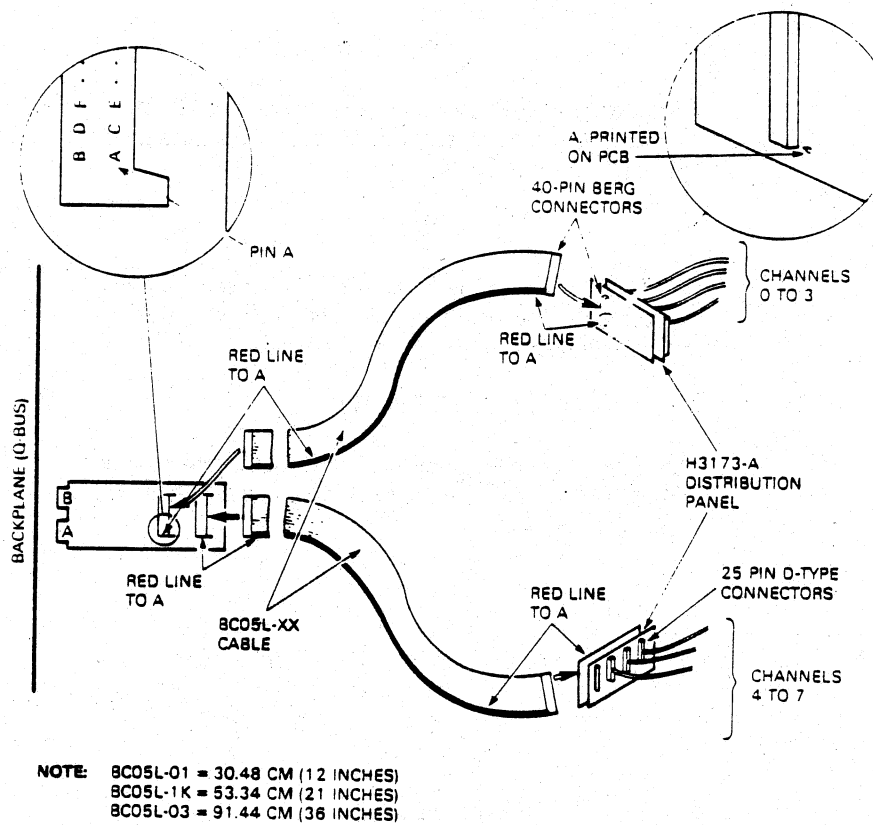 B D F . .
A C E . .
PIN A
A. PRINTED
ON PCB
A
40-PIN BERG
CONNECTORS
CHANNELS
0 TO 3
RED LINE
TO A
RED LINE
TO A
BACKPLANE (Q-BUS)
B
A
A
H3173-A
DISTRIBUTION
PANEL
RED LINE
TO A
BC05L-XX
CABLE
RED LINE
TO A
25 PIN D-TYPE
CONNECTORS
CHANNELS
4 TO 7
NOTE: BC05L-01 = 30.48 CM (12 INCHES)
BC05L-1K = 53.34 CM (21 INCHES)
BC05L-03 = 91.44 CM (36 INCHES)